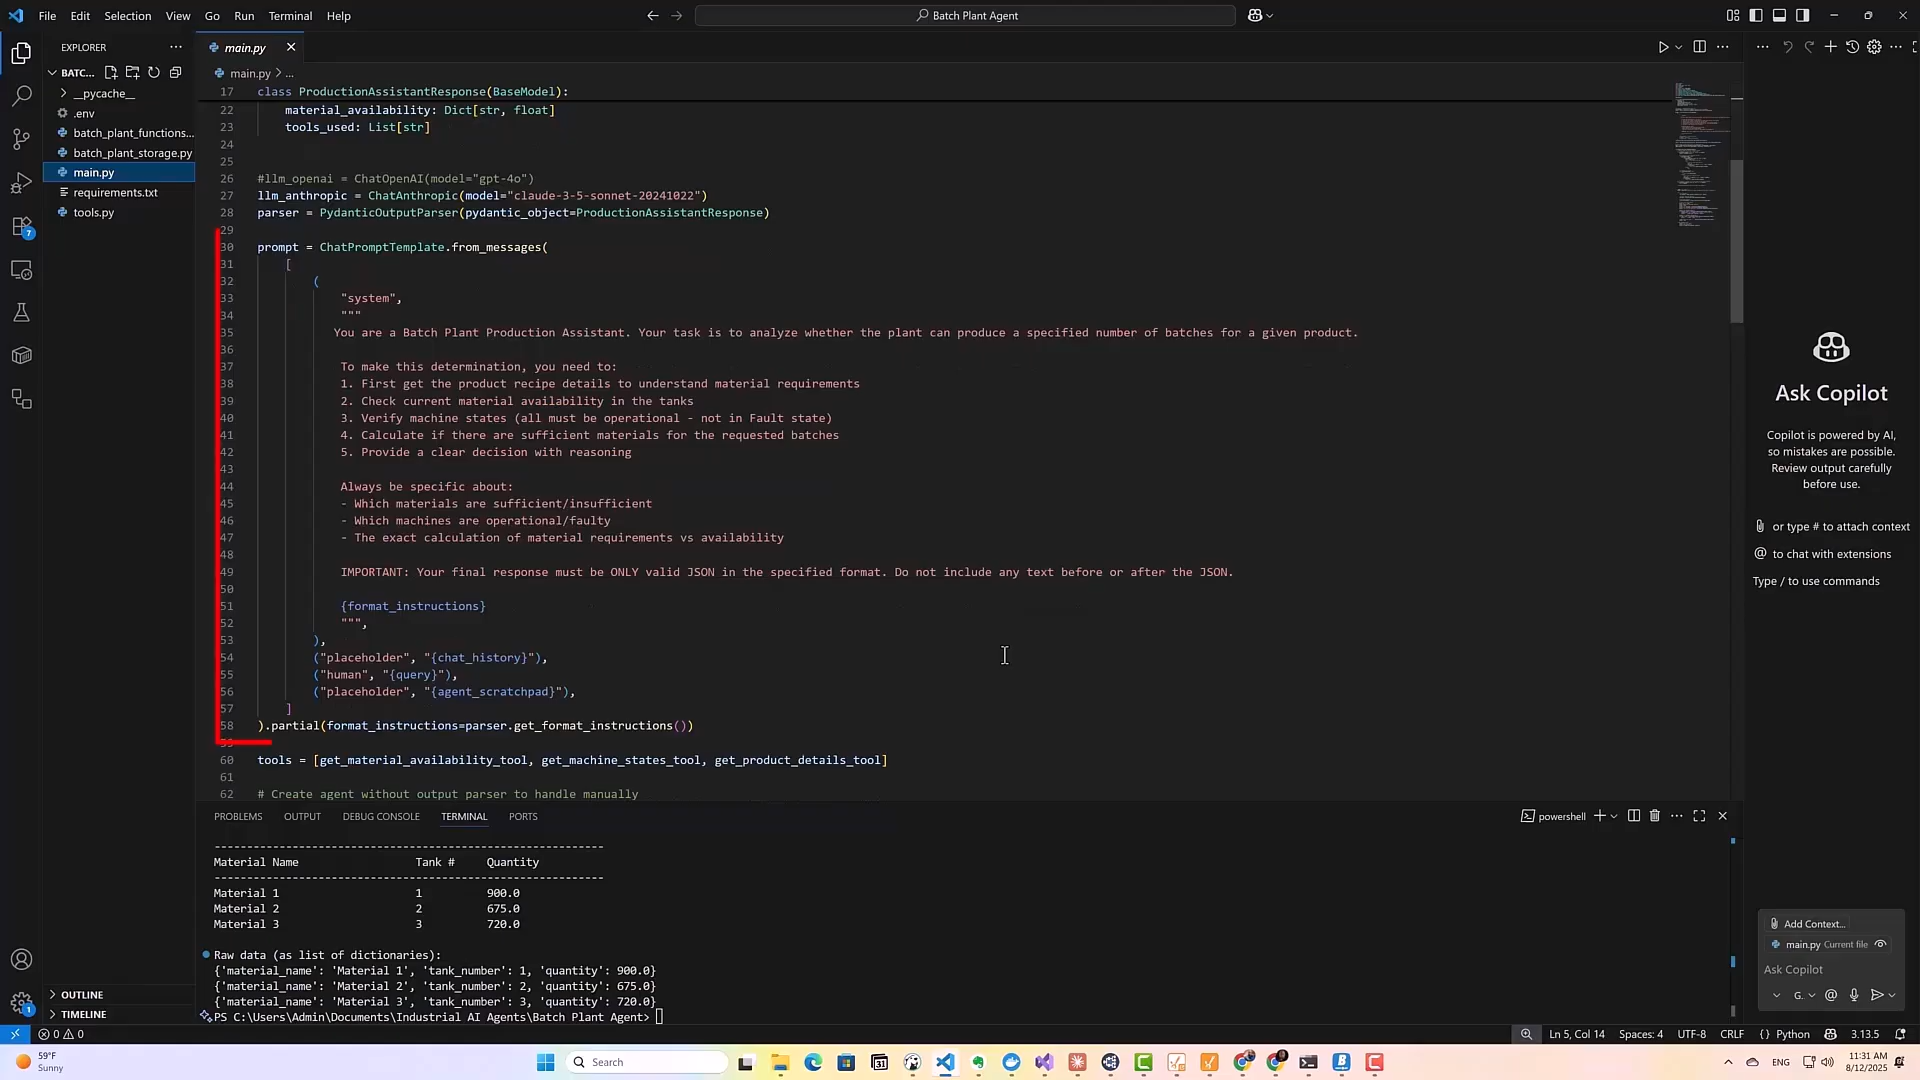 File Edit Selection View Go Run Terminal Help
Batch Plant Agent
EXPLORER
BATC...
__pycache__
.env
batch_plant_functions...
batch_plant_storage.py
main.py
requirements.txt
tools.py
7
OUTLINE
TIMELINE
1
main.py
main.py > ...
17 class ProductionAssistantResponse(BaseModel):
22 material_availability: Dict[str, float]
23 tools_used: List[str]
24
25
26 #llm_openai = ChatOpenAI(model="gpt-4o")
27 llm_anthropic = ChatAnthropic(model="claude-3-5-sonnet-20241022")
28 parser = PydanticOutputParser(pydantic_object=ProductionAssistantResponse)
29
30 prompt = ChatPromptTemplate.from_messages(
31 [
32 (
33 "system",
34 """
35 You are a Batch Plant Production Assistant. Your task is to analyze whether the plant can produce a specified number of batches for a given product.
36
37 To make this determination, you need to:
38 1. First get the product recipe details to understand material requirements
39 2. Check current material availability in the tanks
40 3. Verify machine states (all must be operational - not in Fault state)
41 4. Calculate if there are sufficient materials for the requested batches
42 5. Provide a clear decision with reasoning
43
44 Always be specific about:
45 - Which materials are sufficient/insufficient
46 - Which machines are operational/faulty
47 - The exact calculation of material requirements vs availability
48
49 IMPORTANT: Your final response must be ONLY valid JSON in the specified format. Do not include any text before or after the JSON.
50
51 {format_instructions}
52 """,
53 ),
54 ("placeholder", "{chat_history}"),
55 ("human", "{query}"),
56 ("placeholder", "{agent_scratchpad}"),
57 ]
58 ).partial(format_instructions=parser.get_format_instructions())
59
60 tools = [get_material_availability_tool, get_machine_states_tool, get_product_details_tool]
61
62 # Create agent without output parser to handle manually
PROBLEMS OUTPUT DEBUG CONSOLE TERMINAL PORTS
powershell
------------------------------------------------------------
Material Name Tank # Quantity
------------------------------------------------------------
Material 1 1 900.0
Material 2 2 675.0
Material 3 3 720.0
Raw data (as list of dictionaries):
{'material_name': 'Material 1', 'tank_number': 1, 'quantity': 900.0}
{'material_name': 'Material 2', 'tank_number': 2, 'quantity': 675.0}
{'material_name': 'Material 3', 'tank_number': 3, 'quantity': 720.0}
PS C:\Users\Admin\Documents\Industrial AI Agents\Batch Plant Agent>
Ask Copilot
Copilot is powered by AI,
so mistakes are possible.
Review output carefully
before use.
or type # to attach context
@ to chat with extensions
Type / to use commands
Add Context...
main.py Current file
Ask Copilot
G.
0 0
Ln 5, Col 14 Spaces: 4 UTF-8 CRLF {} Python 3.13.5
59°F
Sunny
Search
31
ENG
11:31 AM
8/12/2025